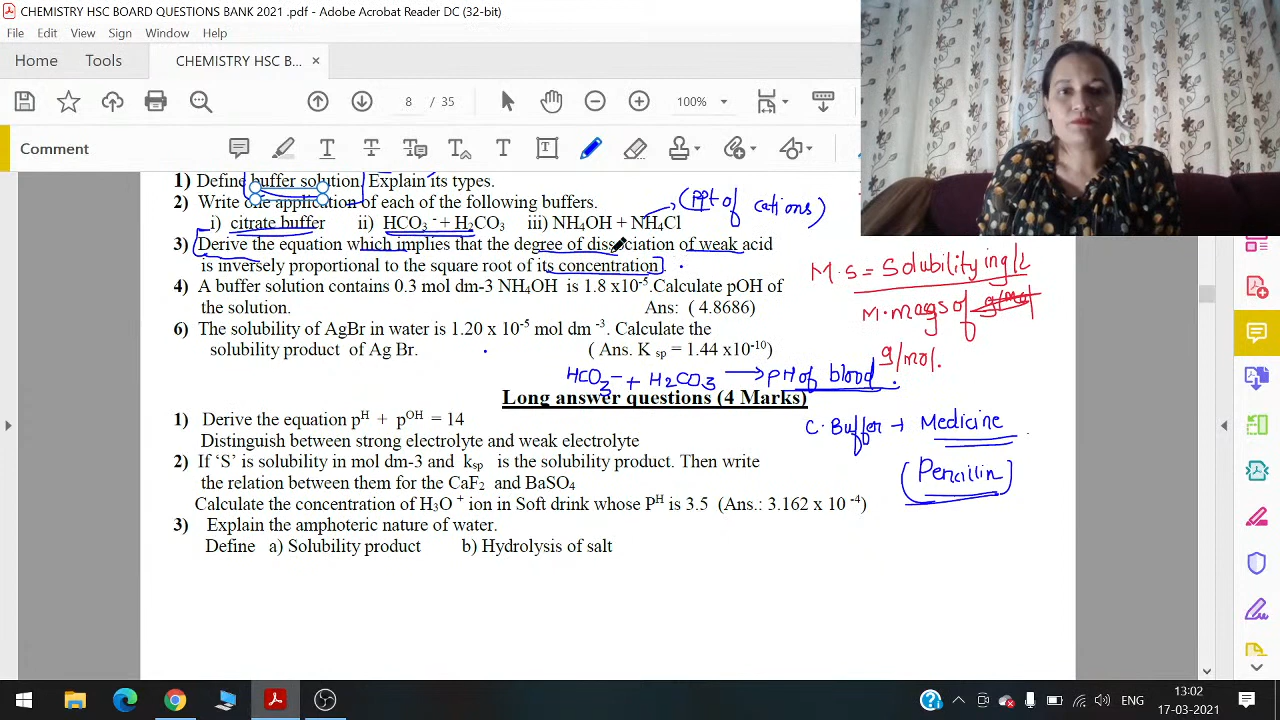 CHEMISTRY HSC BOARD QUESTIONS BANK 2021 .pdf - Adobe Acrobat Reader DC (32-bit)
File Edit View Sign Window Help
Home Tools CHEMISTRY HSC B... ×
8 / 35 100%
Comment
1) Define buffer solution. Explain its types.
2) Write one application of each of the following buffers.
(ppt of cations)
i) citrate buffer ii) HCO3- + H2CO3 iii) NH4OH + NH4Cl
3) Derive the equation which implies that the degree of dissociation of weak acid
is inversely proportional to the square root of its concentration
M·S = Solubility in g/L
M·mass of g/mol
g/mol.
4) A buffer solution contains 0.3 mol dm-3 NH4OH is 1.8 x10-5.Calculate pOH of
the solution. Ans: ( 4.8686)
6) The solubility of AgBr in water is 1.20 x 10-5 mol dm -3. Calculate the
solubility product of Ag Br. ( Ans. K sp = 1.44 x10-10)
HCO3- + H2CO3 → pH of blood.
Long answer questions (4 Marks)
C·Buffer → Medicine
1) Derive the equation pH + pOH = 14
Distinguish between strong electrolyte and weak electrolyte
2) If ‘S’ is solubility in mol dm-3 and ksp is the solubility product. Then write
the relation between them for the CaF2 and BaSO4
Calculate the concentration of H3O + ion in Soft drink whose PH is 3.5 (Ans.: 3.162 x 10 -4)
3) Explain the amphoteric nature of water.
Define a) Solubility product b) Hydrolysis of salt
ENG
13:02
17-03-2021